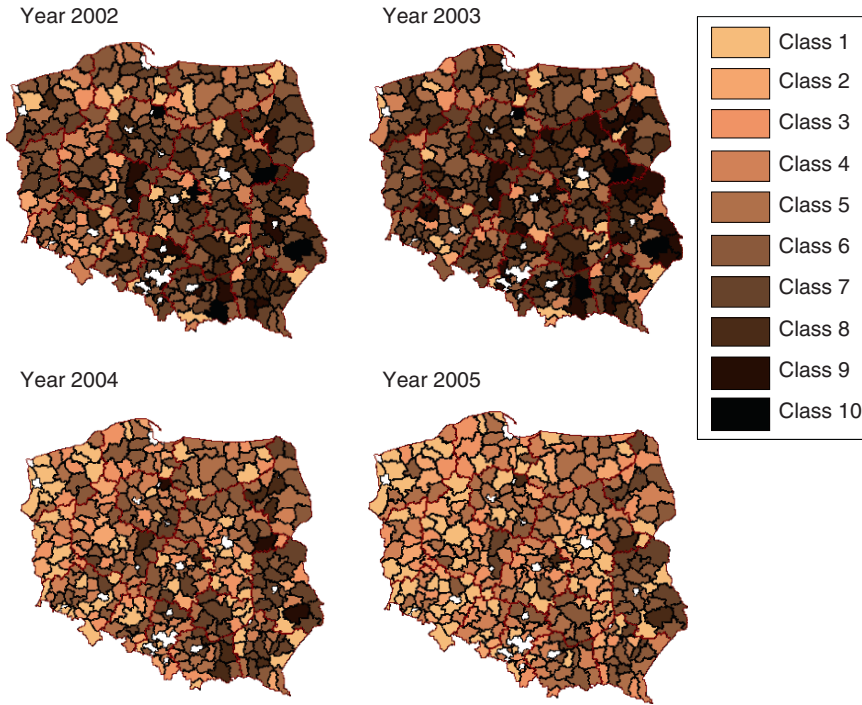 Year 2002
Year 2003
Class 1
Class 2
Class 3
Class 4
Class 5
Class 6
Class 7
Class 8
Class 9
Class 10
Year 2004
Year 2005